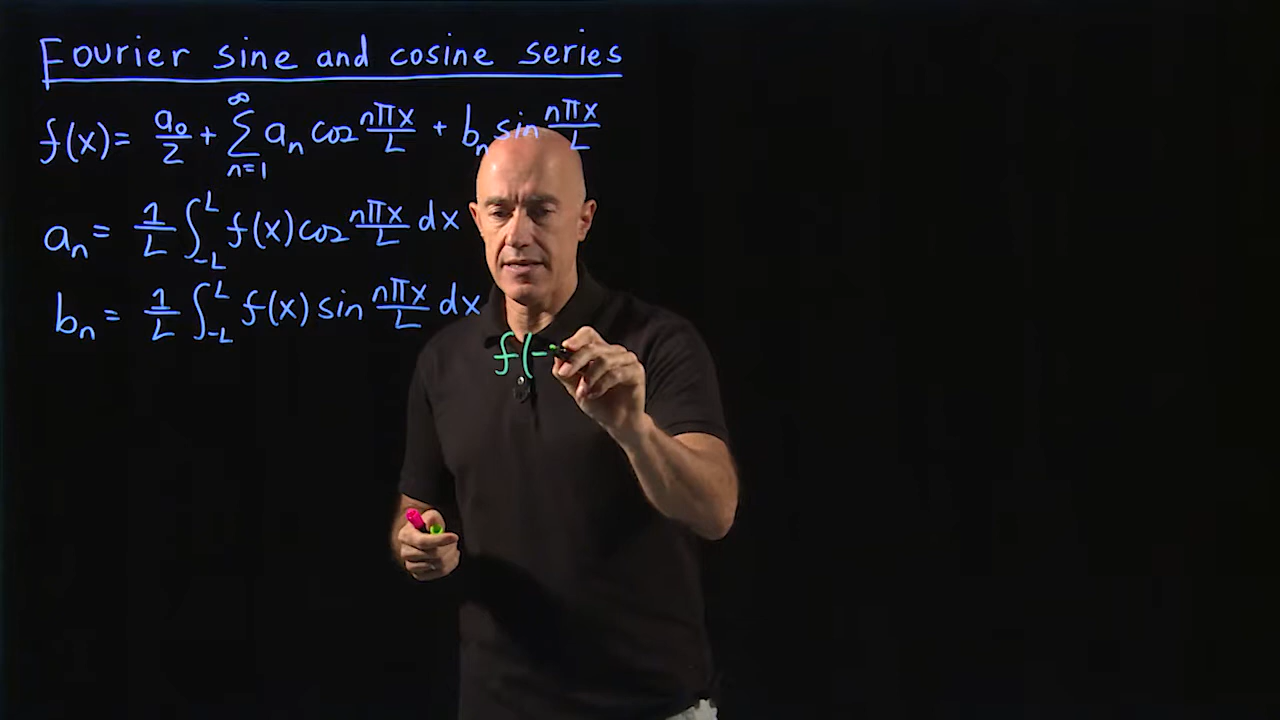 Fourier sine and cosine series
f(x) = a₀/2 + ∑_{n=1}^{∞} aₙ cos nπx/L + bₙ sin nπx/L
aₙ = 1/L ∫_{-L}^{L} f(x) cos nπx/L dx
bₙ = 1/L ∫_{-L}^{L} f(x) sin nπx/L dx
f(-